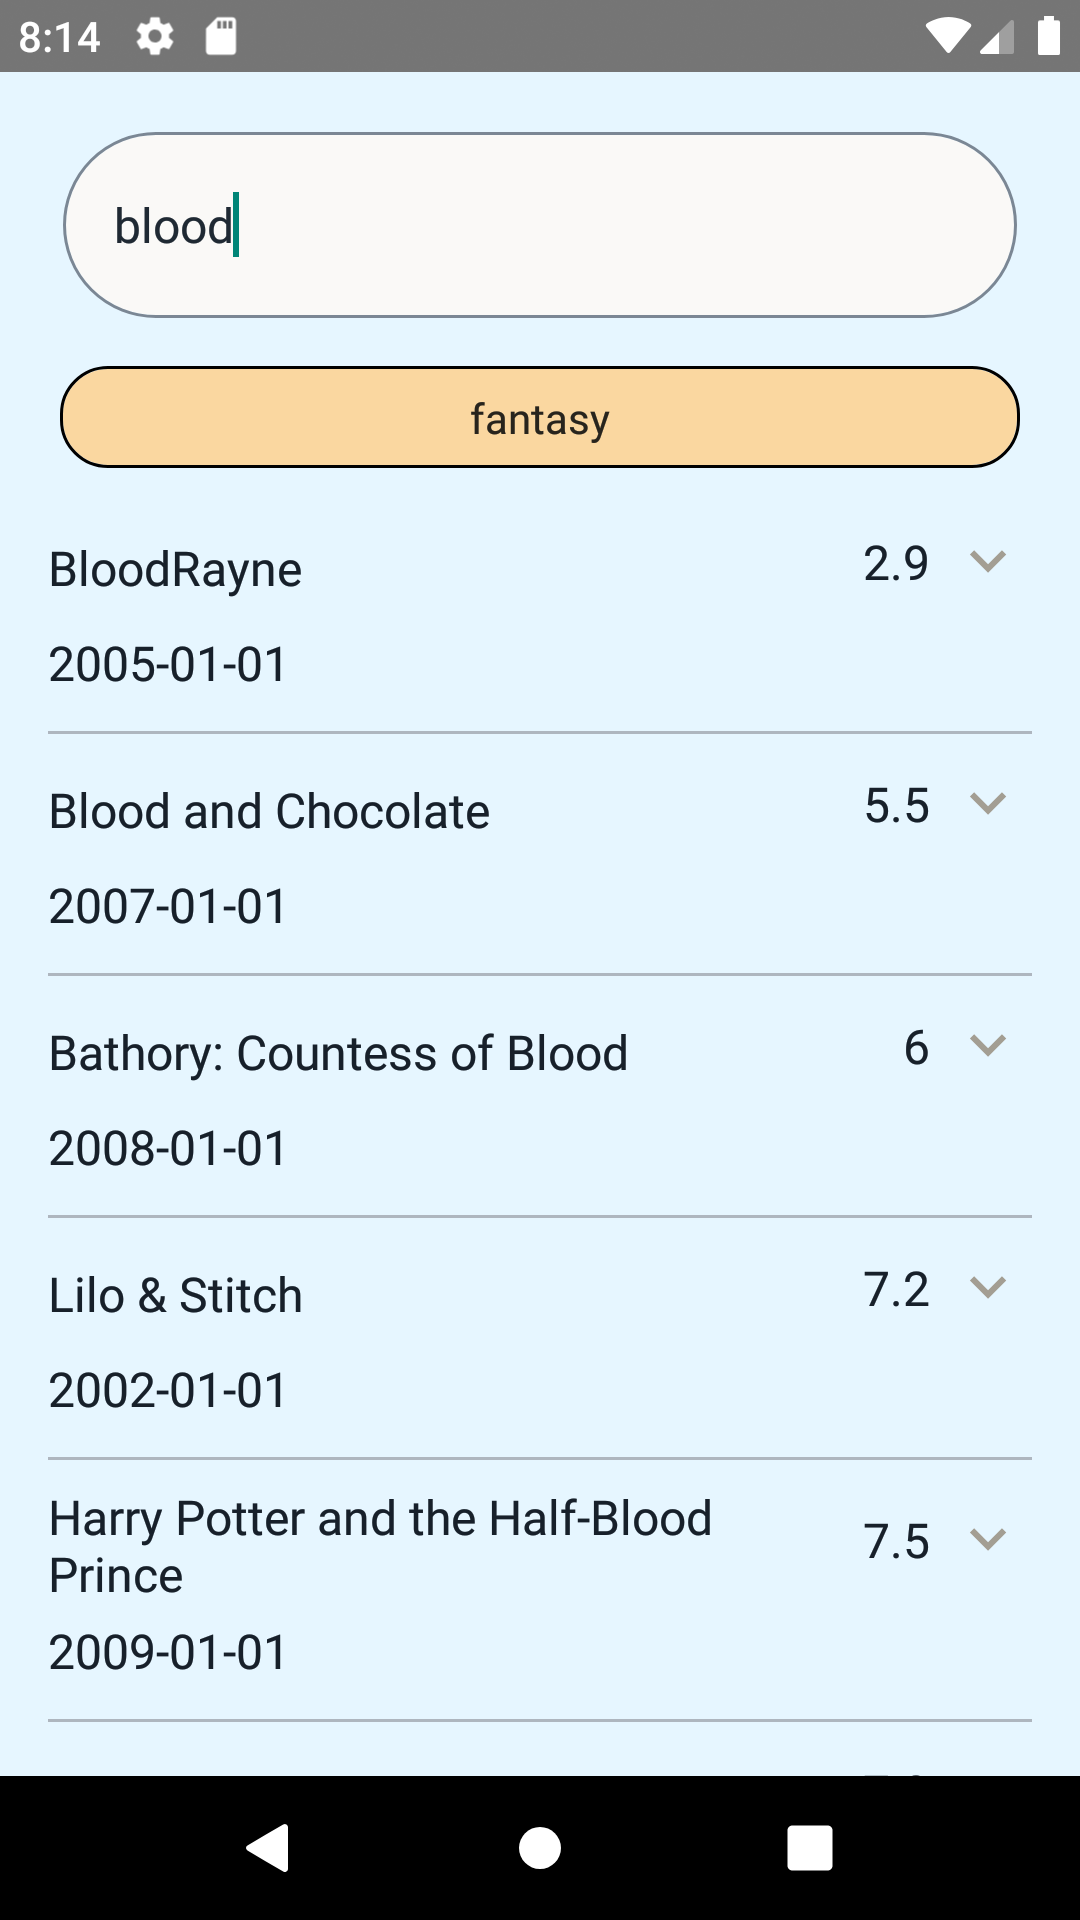 8:14
blood
fantasy
BloodRayne 2.9
2005-01-01
Blood and Chocolate 5.5
2007-01-01
Bathory: Countess of Blood 6
2008-01-01
Lilo & Stitch 7.2
2002-01-01
Harry Potter and the Half-Blood
Prince 7.5
2009-01-01